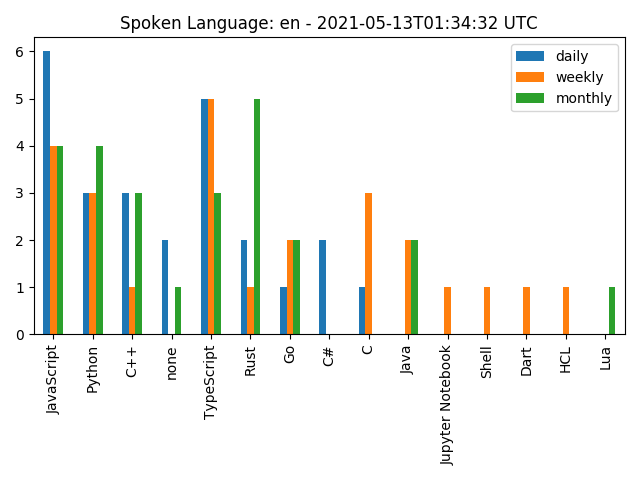 Spoken Language: en - 2021-05-13T01:34:32 UTC
daily
weekly
monthly
6
5
4
3
2
1
0
JavaScript
Python
C++
none
TypeScript
Rust
Go
C#
C
Java
Jupyter Notebook
Shell
Dart
HCL
Lua